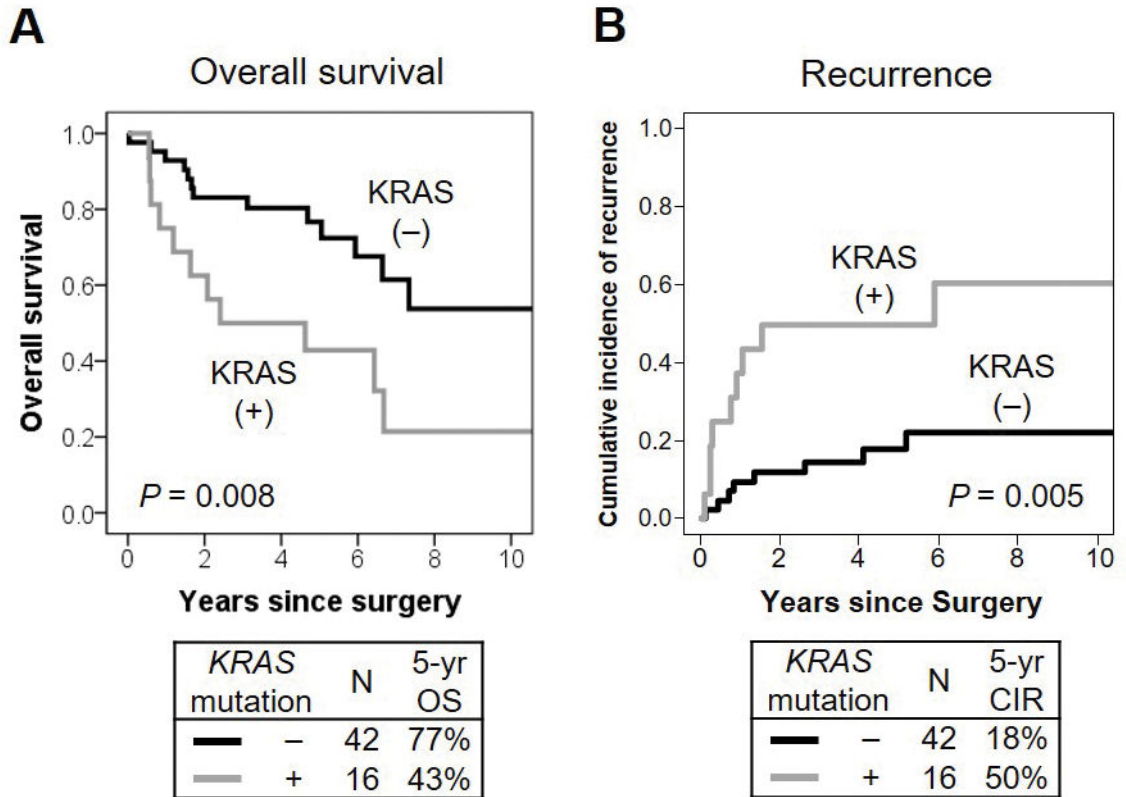 A
Overall survival
Overall survival
1.0
0.8
0.6
0.4
0.2
0.0
KRAS
(–)
KRAS
(+)
P = 0.008
0 2 4 6 8 10
Years since surgery
KRAS
mutation N 5-yr
OS
– 42 77%
+ 16 43%
B
Recurrence
Cumulative incidence of recurrence
1.0
0.8
0.6
0.4
0.2
0.0
KRAS
(+)
KRAS
(–)
P = 0.005
0 2 4 6 8 10
Years since Surgery
KRAS
mutation N 5-yr
CIR
– 42 18%
+ 16 50%